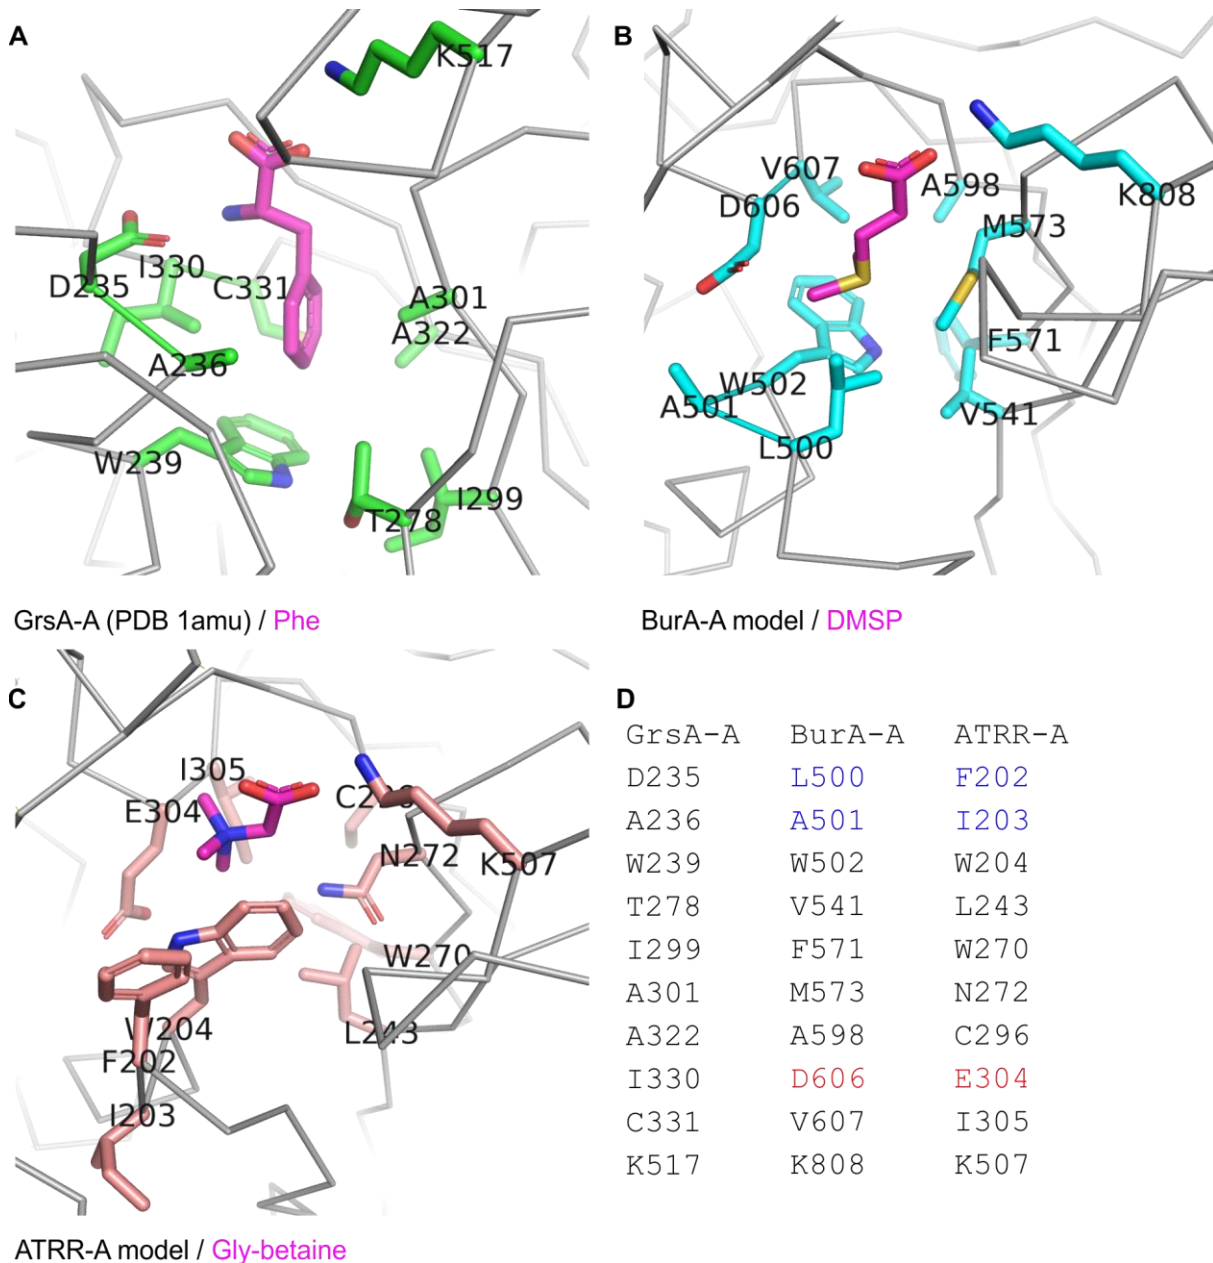 A
K517
D235
I330
C331
A301
A322
A236
W239
T278
I299
GrsA-A (PDB 1amu) / Phe
B
V607
D606
A598
K808
M573
F571
W502
A501
V541
L500
BurA-A model / DMSP
C
I305
E304
N272
K507
W270
W204
L243
F202
I203
ATRR-A model / Gly-betaine
D
GrsA-A BurA-A ATRR-A
D235 L500 F202
A236 A501 I203
W239 W502 W204
T278 V541 L243
I299 F571 W270
A301 M573 N272
A322 A598 C296
I330 D606 E304
C331 V607 I305
K517 K808 K507